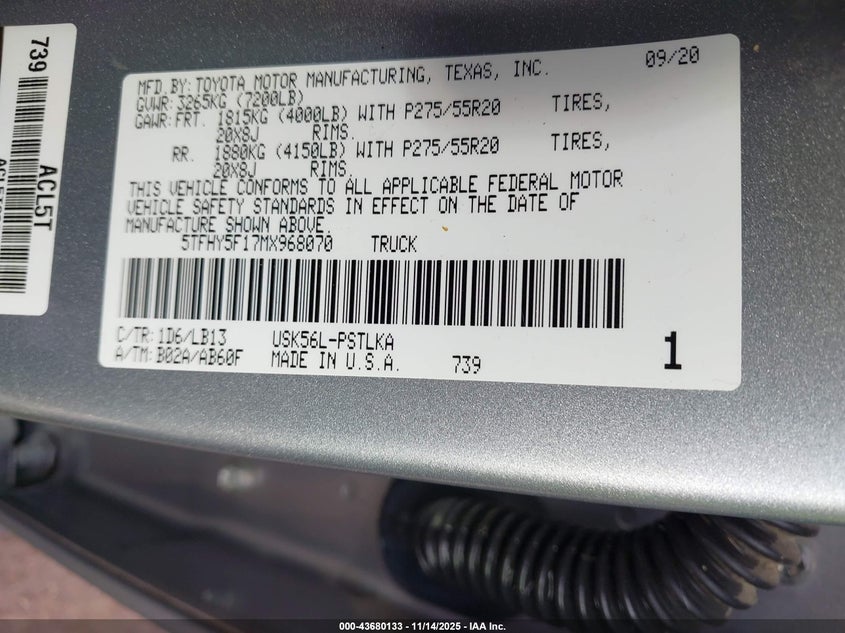 739
ACL5T
MFD.BY:TOYOTA MOTOR MANUFACTURING, TEXAS, INC. 09/20
GVWR:3265KG (7200LB)
GAWR:FRT. 1815KG (4000LB) WITH P275/55R20 TIRES,
20X8J RIMS.
RR. 1880KG (4150LB) WITH P275/55R20 TIRES,
20X8J RIMS.
THIS VEHICLE CONFORMS TO ALL APPLICABLE FEDERAL MOTOR
VEHICLE SAFETY STANDARDS IN EFFECT ON THE DATE OF
MANUFACTURE SHOWN ABOVE.
5TFHY5F17MX968070 TRUCK
C/TR:1D6/LB13 USK56L-PSTLKA
A/TM:B02A/AB60F MADE IN U.S.A. 739 1
000-43680133 - 11/14/2025 - IAA Inc.